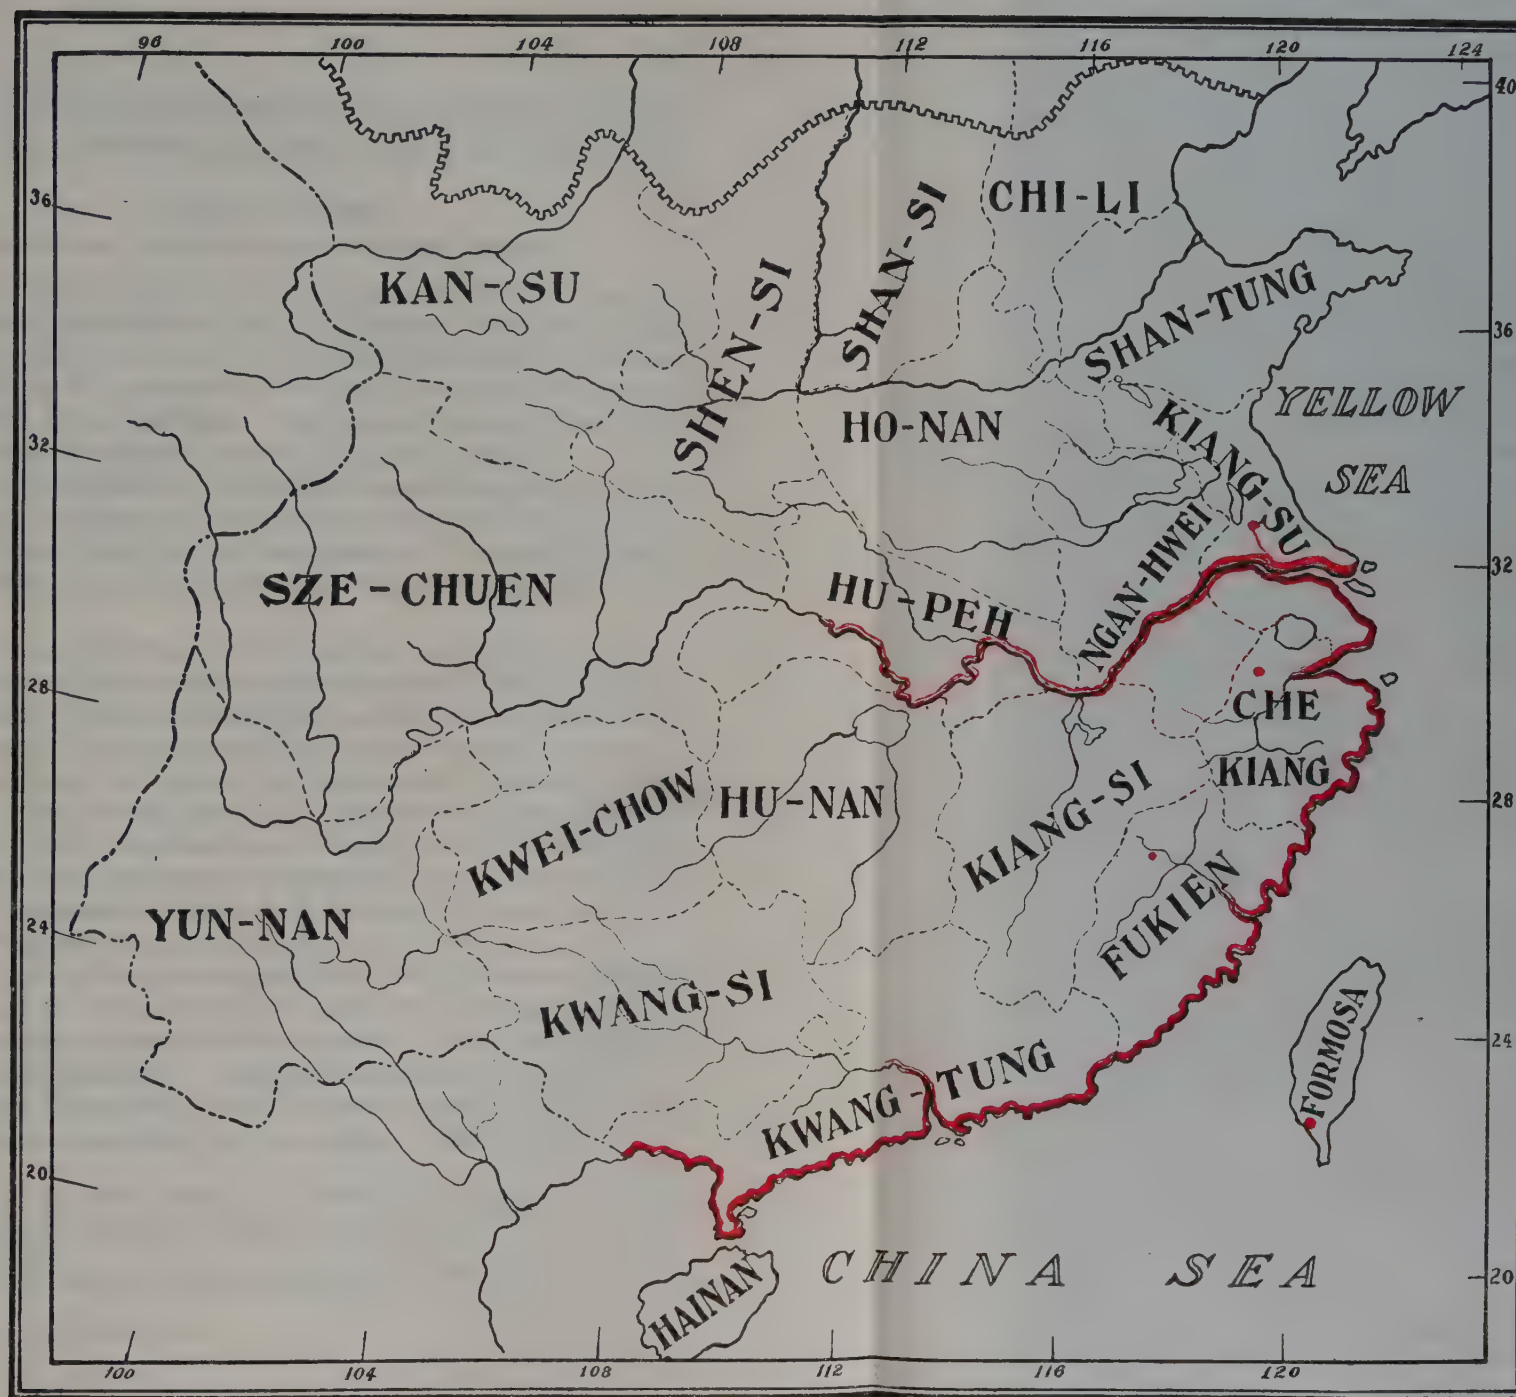 96 100 104 108 112 116 120 124
40
36
CHI-LI
SHAN-SI
KAN-SU
SHEN-SI
SHAN-TUNG
36
YELLOW
SEA
HO-NAN
KIANG-SU
32
NGAN-HWEI
SZE-CHUEN
HU-PEH
32
28
CHE
KIANG
KWEI-CHOW
HU-NAN
KIANG-SI
28
YUN-NAN
24
FUKIEN
KWANG-SI
FORMOSA
24
KWANG-TUNG
20
CHINA SEA
20
HAINAN
100 104 108 112 116 120